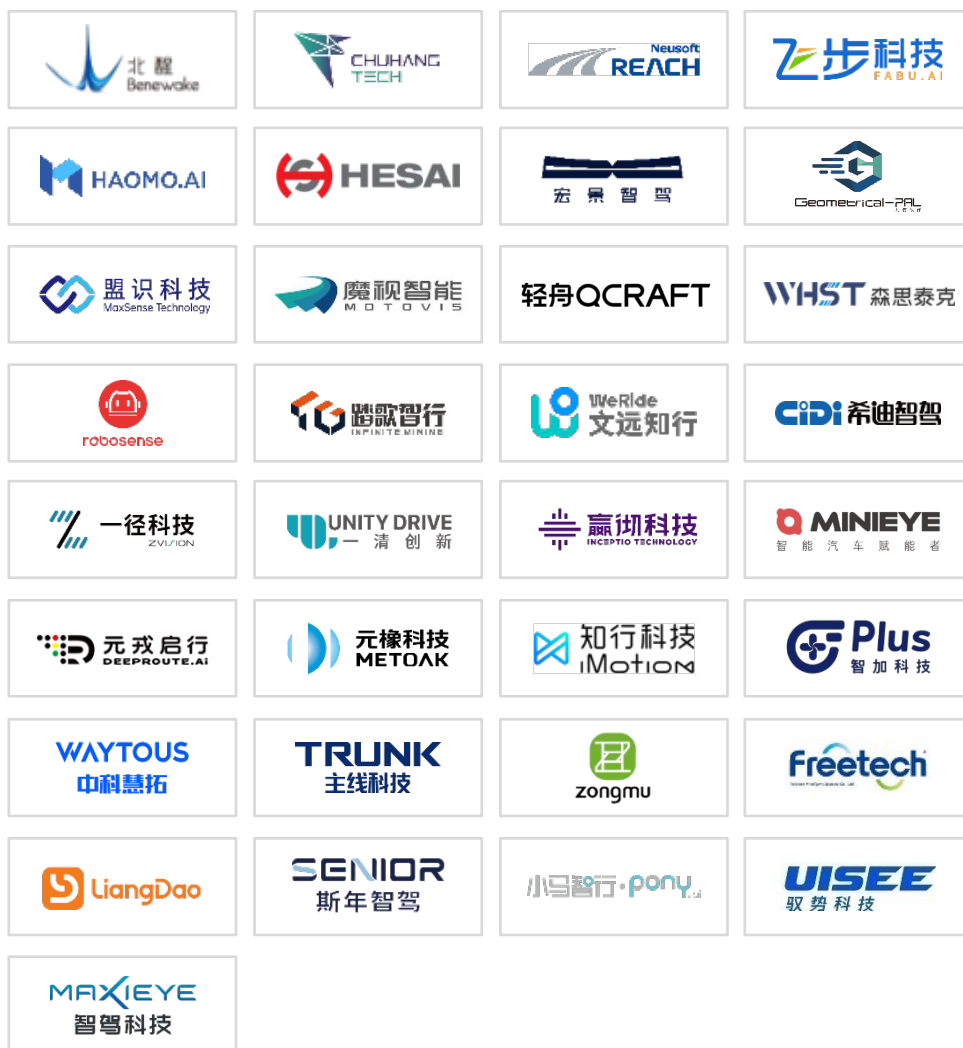 北醒
Benewake
CHUHANG
TECH
Neusoft
REACH
飞步科技
FABU.AI
HAOMO.AI
HESAI
宏景智驾
Geometrical-PAL
盟识科技
MaxSense Technology
魔视智能
MOTOVIS
轻舟QCRAFT
WHST 森思泰克
robosense
踏歌智行
INFINITE MINING
WeRide
文远知行
CiDi 希迪智驾
一径科技
ZVISION
UNITY DRIVE
一清创新
嬴彻科技
INCEPTIO TECHNOLOGY
MINIEYE
智能汽车赋能者
元戎启行
DEEPROUTE.Ai
元橡科技
METOAK
知行科技
iMOTION
Plus
智加科技
WAYTOUS
中科慧拓
TRUNK
主线科技
zongmu
Freetech
LiangDao
SENIOR
斯年智驾
小马智行·pony.ai
UISEE
驭势科技
MAXIEYE
智驾科技